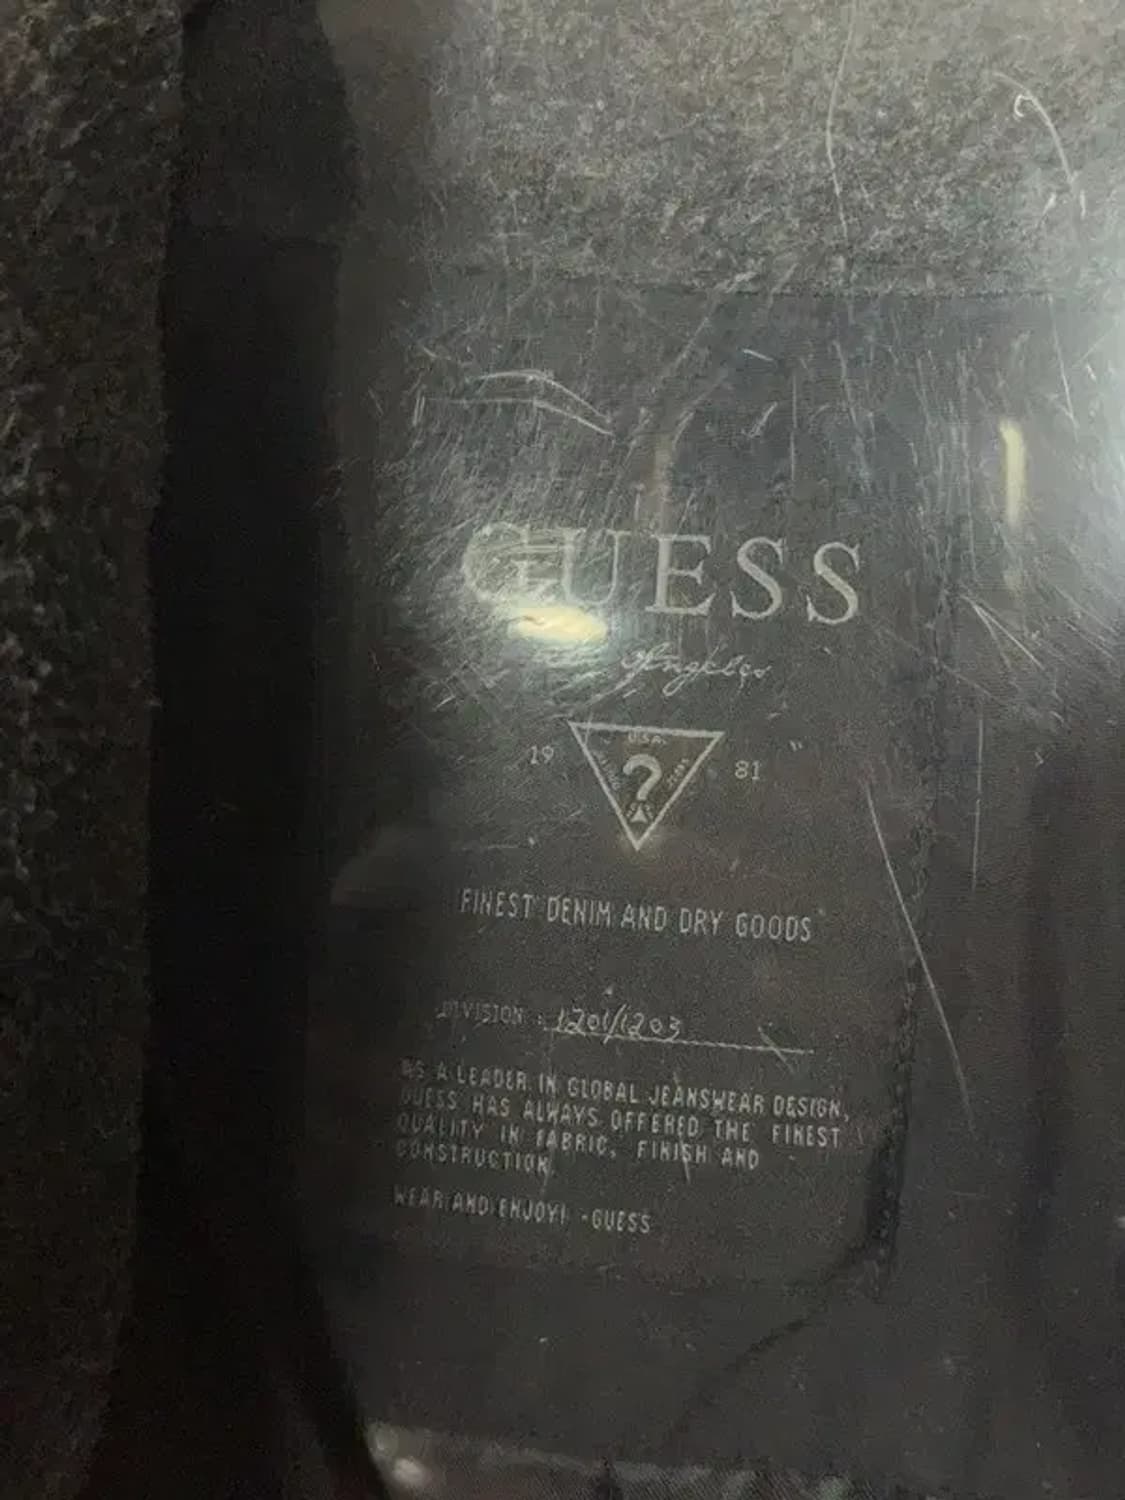 GUESS
Angeles
19 U.S.A. 81
?
FINEST DENIM AND DRY GOODS
DIVISION : 1201/1203
AS A LEADER IN GLOBAL JEANSWEAR DESIGN,
GUESS HAS ALWAYS OFFERED THE FINEST
QUALITY IN FABRIC, FINISH AND
CONSTRUCTION
WEAR AND ENJOY! -GUESS